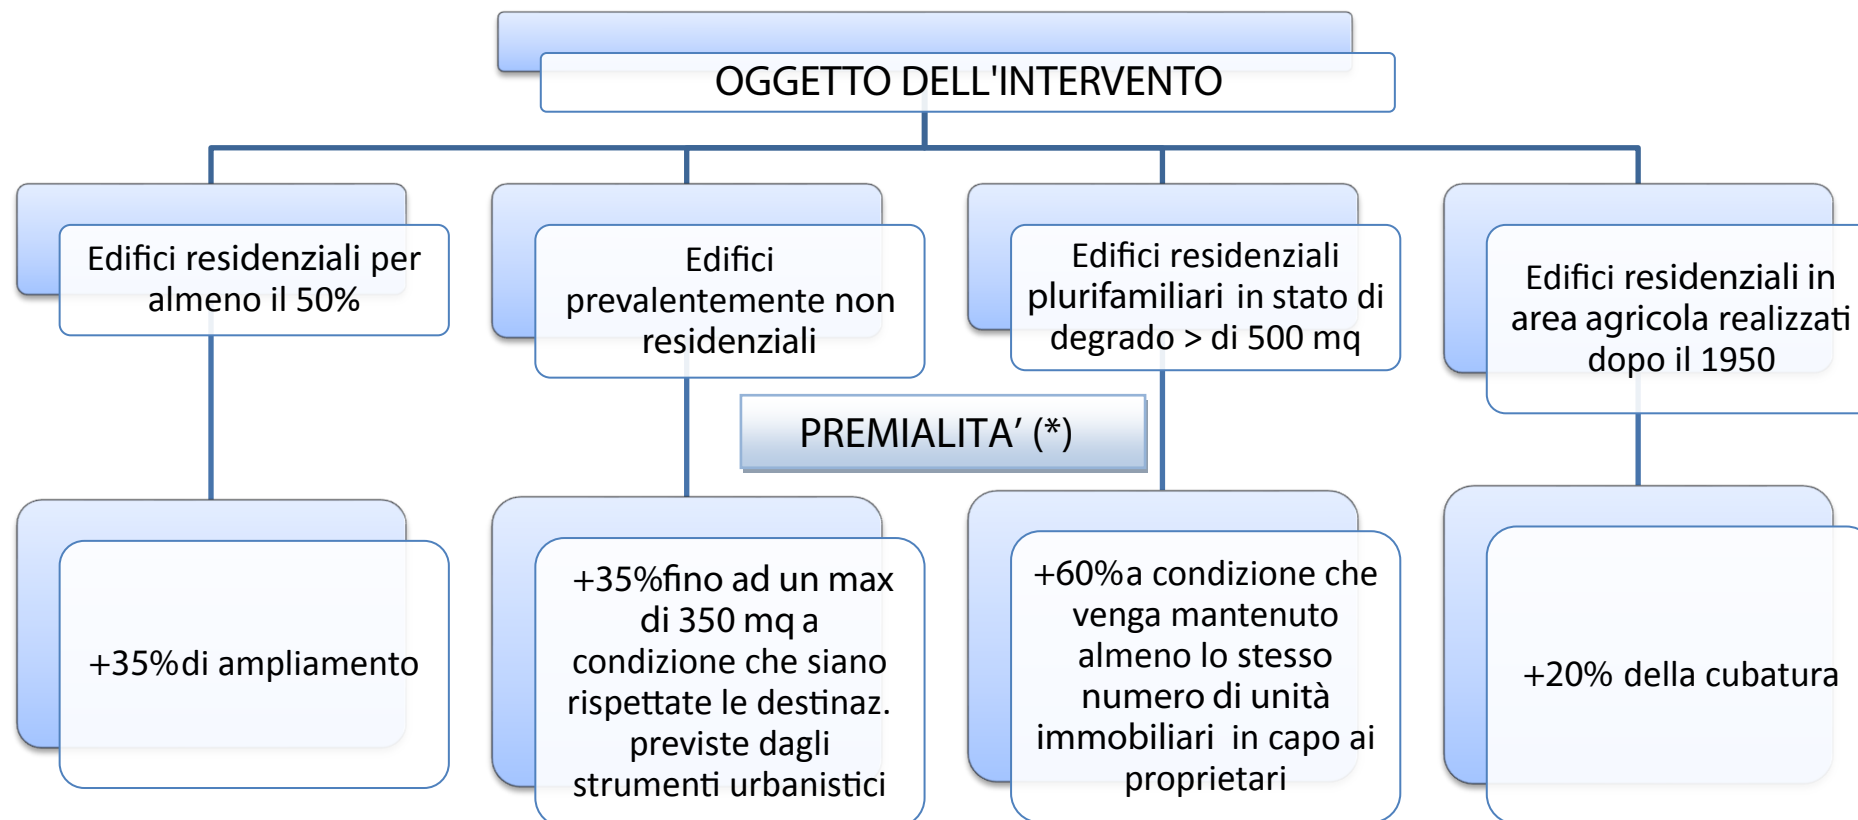 OGGETTO DELL'INTERVENTO
Edifici residenziali per
almeno il 50%
Edifici
prevalentemente non
residenziali
Edifici residenziali
plurifamiliari in stato di
degrado > di 500 mq
Edifici residenziali in
area agricola realizzati
dopo il 1950
PREMIALITA’ (*)
+35%di ampliamento
+35%fino ad un max
di 350 mq a
condizione che siano
rispettate le destinaz.
previste dagli
strumenti urbanistici
+60%a condizione che
venga mantenuto
almeno lo stesso
numero di unità
immobiliari in capo ai
proprietari
+20% della cubatura